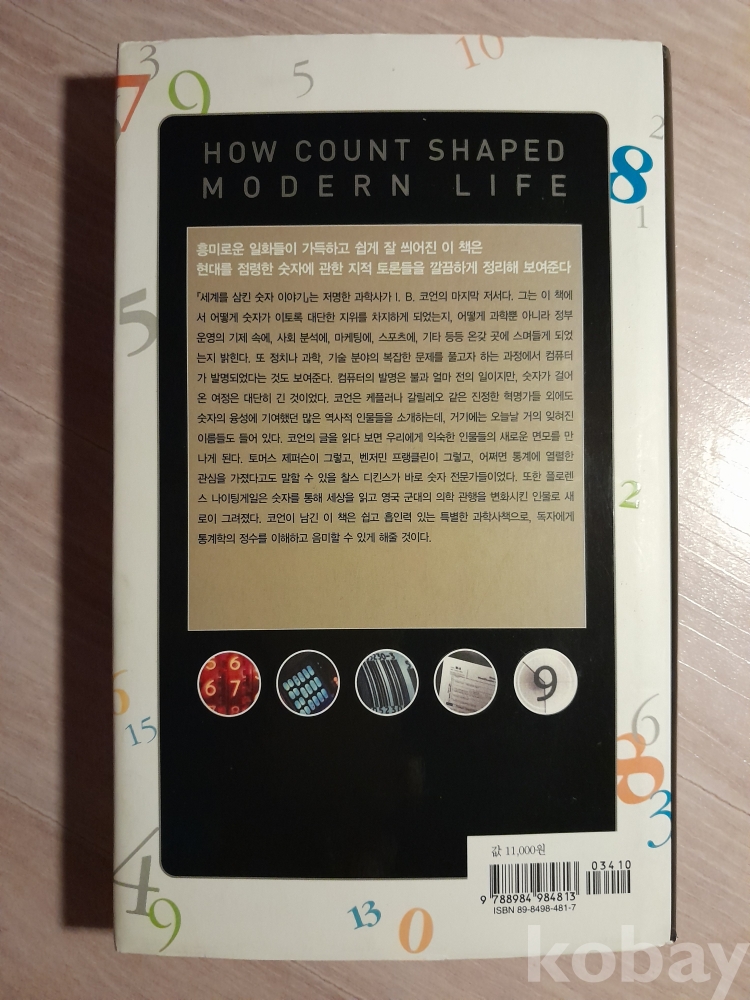 3
7
9
5
10
2
8
1
HOW COUNT SHAPED
MODERN LIFE
흥미로운 일화들이 가득하고 쉽게 잘 씌어진 이 책은
현대를 점령한 숫자에 관한 지적 토론들을 깔끔하게 정리해 보여준다
『세계를 삼킨 숫자 이야기』는 저명한 과학사가 I. B. 코언의 마지막 저서다. 그는 이 책에
서 어떻게 숫자가 이토록 대단한 지위를 차지하게 되었는지, 어떻게 과학뿐 아니라 정부
운영의 기제 속에, 사회 분석에, 마케팅에, 스포츠에, 기타 등등 온갖 곳에 스며들게 되었
는지 밝힌다. 또 정치나 과학, 기술 분야의 복잡한 문제를 풀고자 하는 과정에서 컴퓨터
가 발명되었다는 것도 보여준다. 컴퓨터의 발명은 불과 얼마 전의 일이지만, 숫자가 걸어
온 여정은 대단히 긴 것이었다. 코언은 케플러나 갈릴레오 같은 진정한 혁명가들 외에도
숫자의 융성에 기여했던 많은 역사적 인물들을 소개하는데, 거기에는 오늘날 거의 잊혀진
이름들도 들어 있다. 코언의 글을 읽다 보면 우리에게 익숙한 인물들의 새로운 면모를 만
나게 된다. 토머스 제퍼슨이 그렇고, 벤저민 프랭클린이 그렇고, 어쩌면 통계에 열렬한
관심을 가졌다고도 말할 수 있을 찰스 디킨스가 바로 숫자 전문가들이었다. 또한 플로렌
스 나이팅게일은 숫자를 통해 세상을 읽고 영국 군대의 의학 관행을 변화시킨 인물로 새
로이 그려졌다. 코언이 남긴 이 책은 쉽고 흡인력 있는 특별한 과학사책으로, 독자에게
통계학의 정수를 이해하고 음미할 수 있게 해줄 것이다.
5
2
5 6
6 7
9
6
15
6
8
3
4
9
13
0
값 11,000원
03410
9 788984 984813
ISBN 89-8498-481-7
kobay